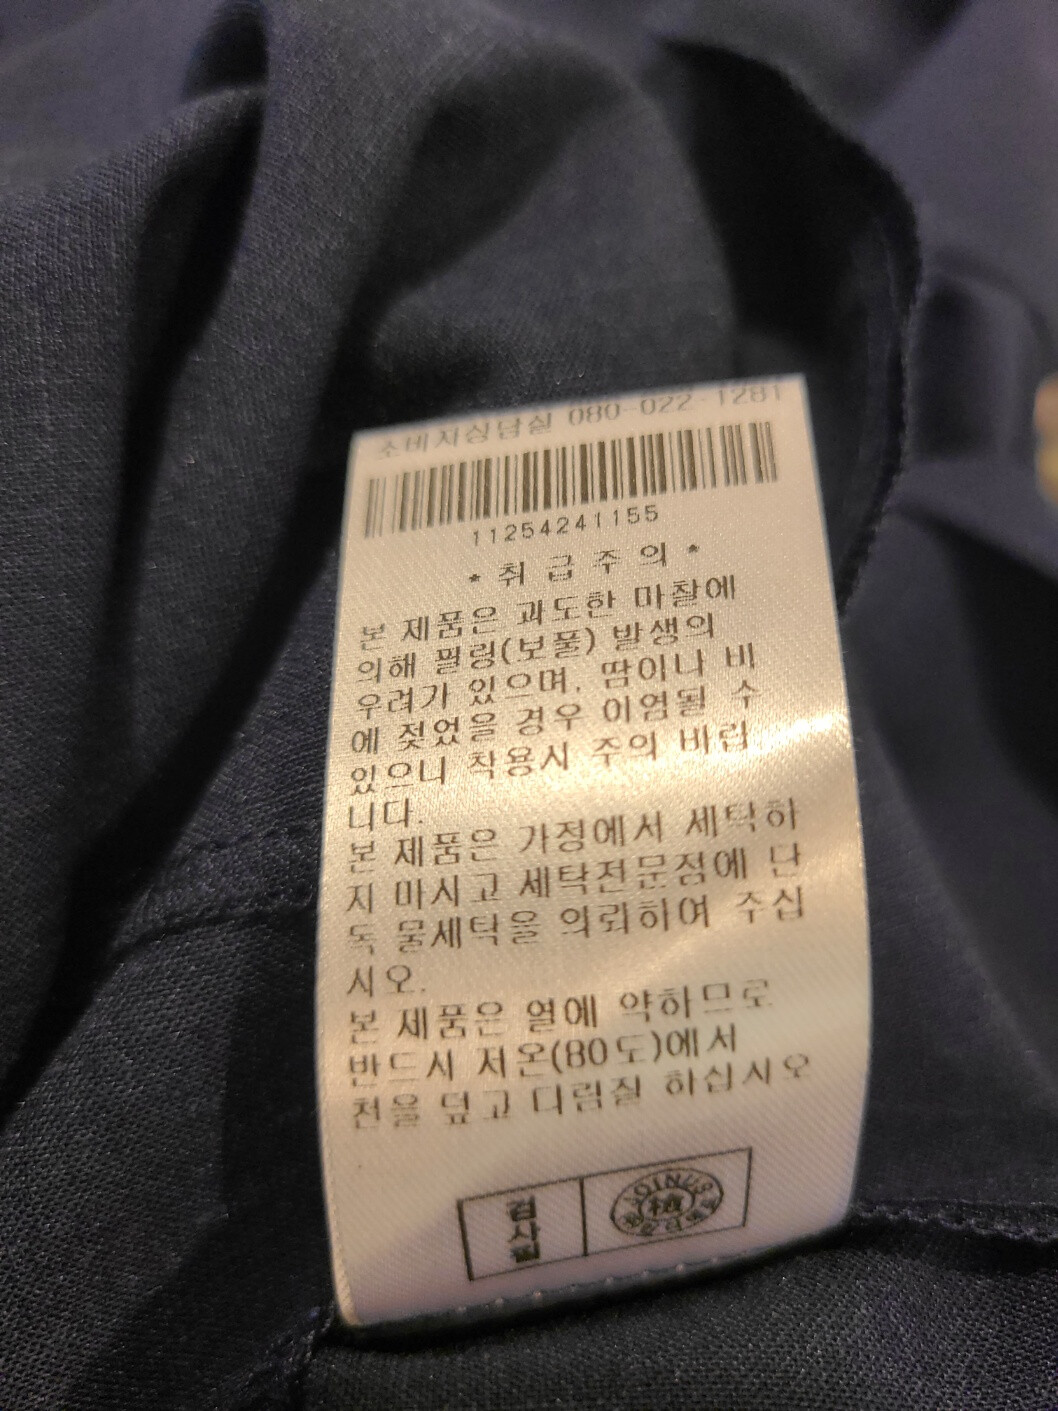 소비자상담실 080-022-1281
11254241155
*취급주의*
본 제품은 과도한 마찰에
의해 필링(보풀) 발생의
우려가 있으며, 땀이나 비
에 젖었을 경우 이염될 수
있으니 착용시 주의 바랍
니다.
본 제품은 가정에서 세탁하
지 마시고 세탁전문점에 단
독 물세탁을 의뢰하여 주십
시오.
본 제품은 열에 약하므로
반드시 저온(80도)에서
천을 덮고 다림질 하십시오
검사필
JOINUS